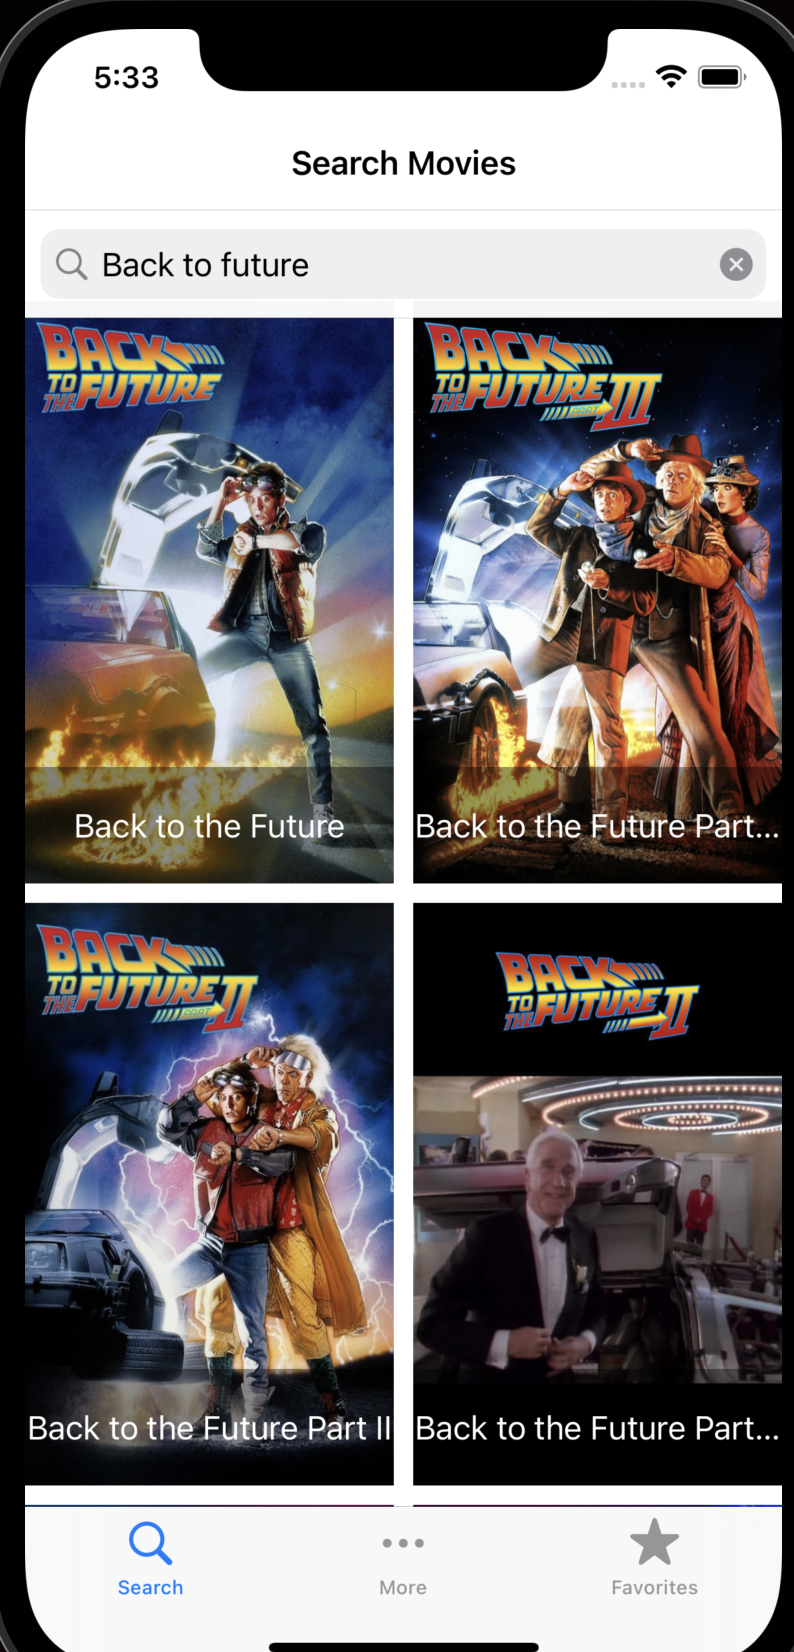 5:33
Search Movies
Back to future
BACK
TO THE FUTURE
BACK
TO THE FUTURE PART III
Back to the Future
Back to the Future Part...
BACK
TO THE FUTURE PART II
BACK
TO THE FUTURE II
Back to the Future Part II
Back to the Future Part...
Search
More
Favorites